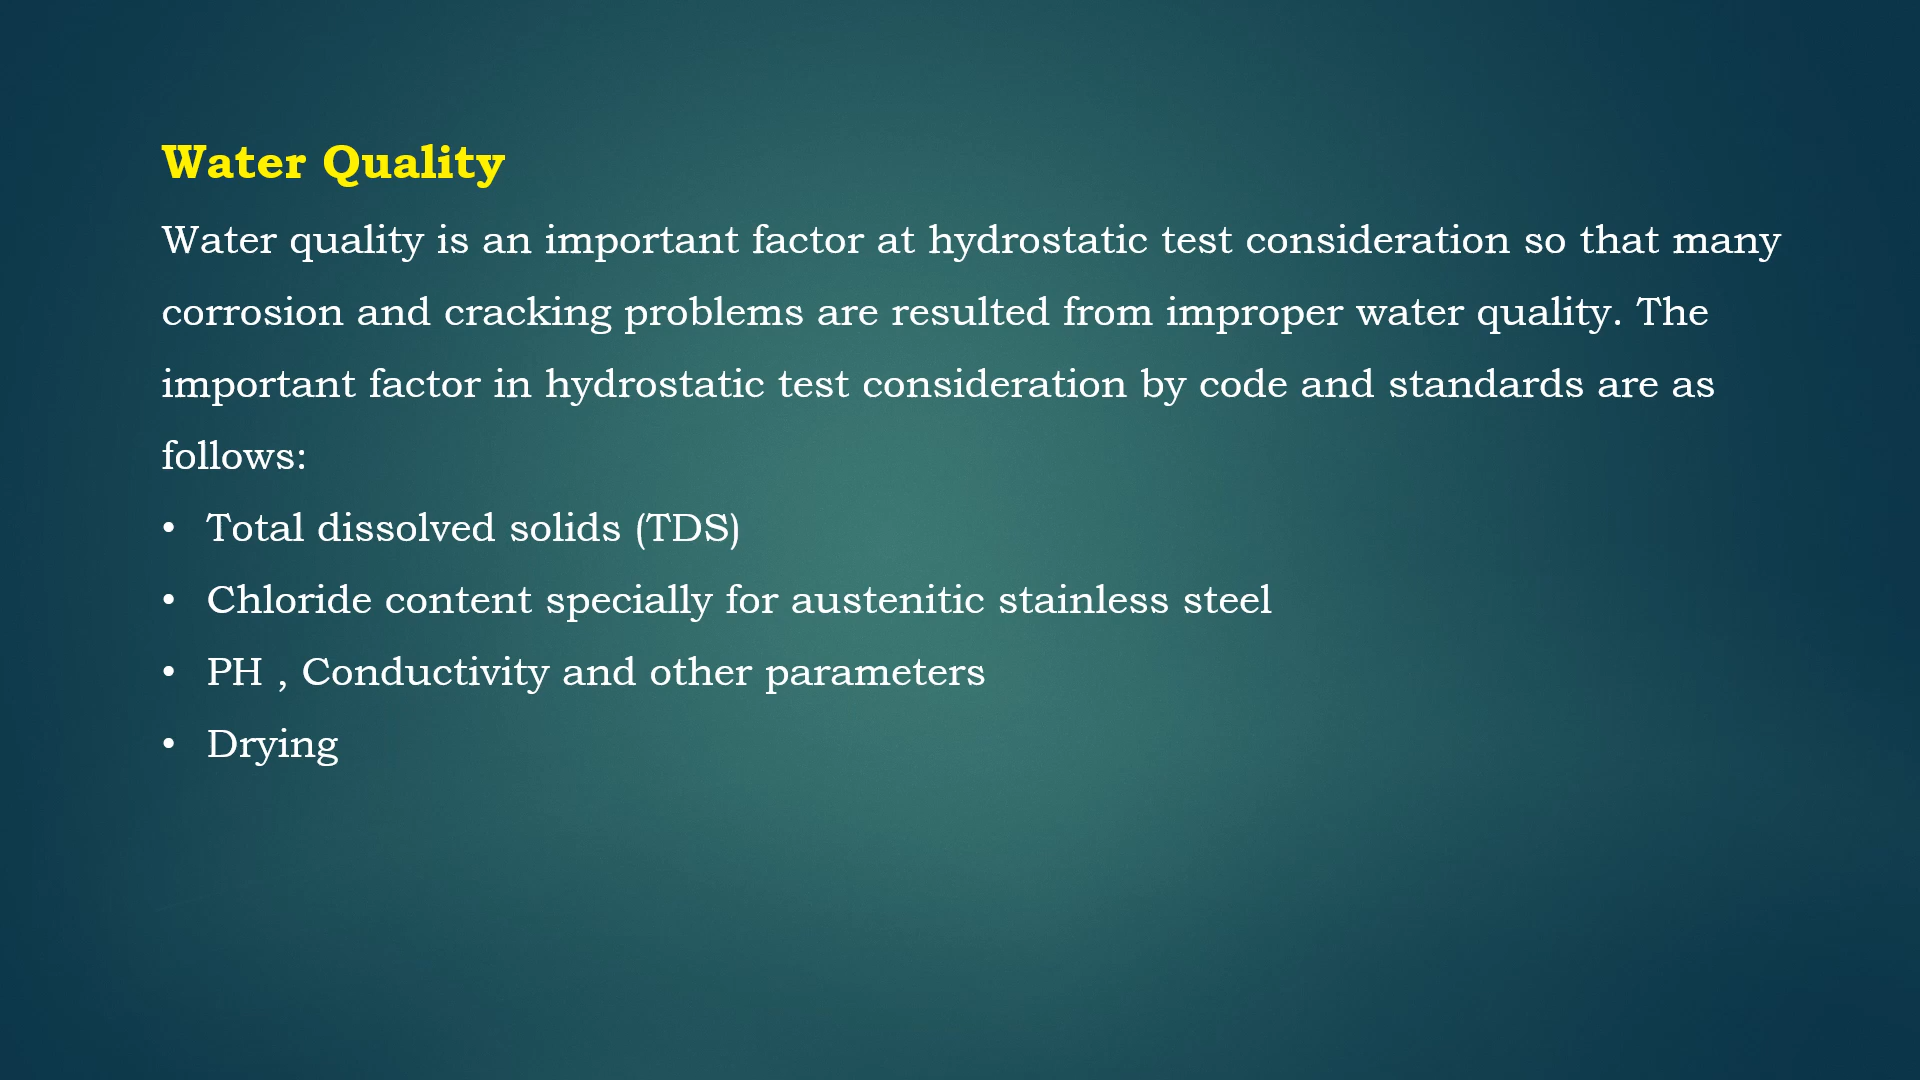 Water Quality
Water quality is an important factor at hydrostatic test consideration so that many
corrosion and cracking problems are resulted from improper water quality. The
important factor in hydrostatic test consideration by code and standards are as
follows:
• Total dissolved solids (TDS)
• Chloride content specially for austenitic stainless steel
• PH , Conductivity and other parameters
• Drying